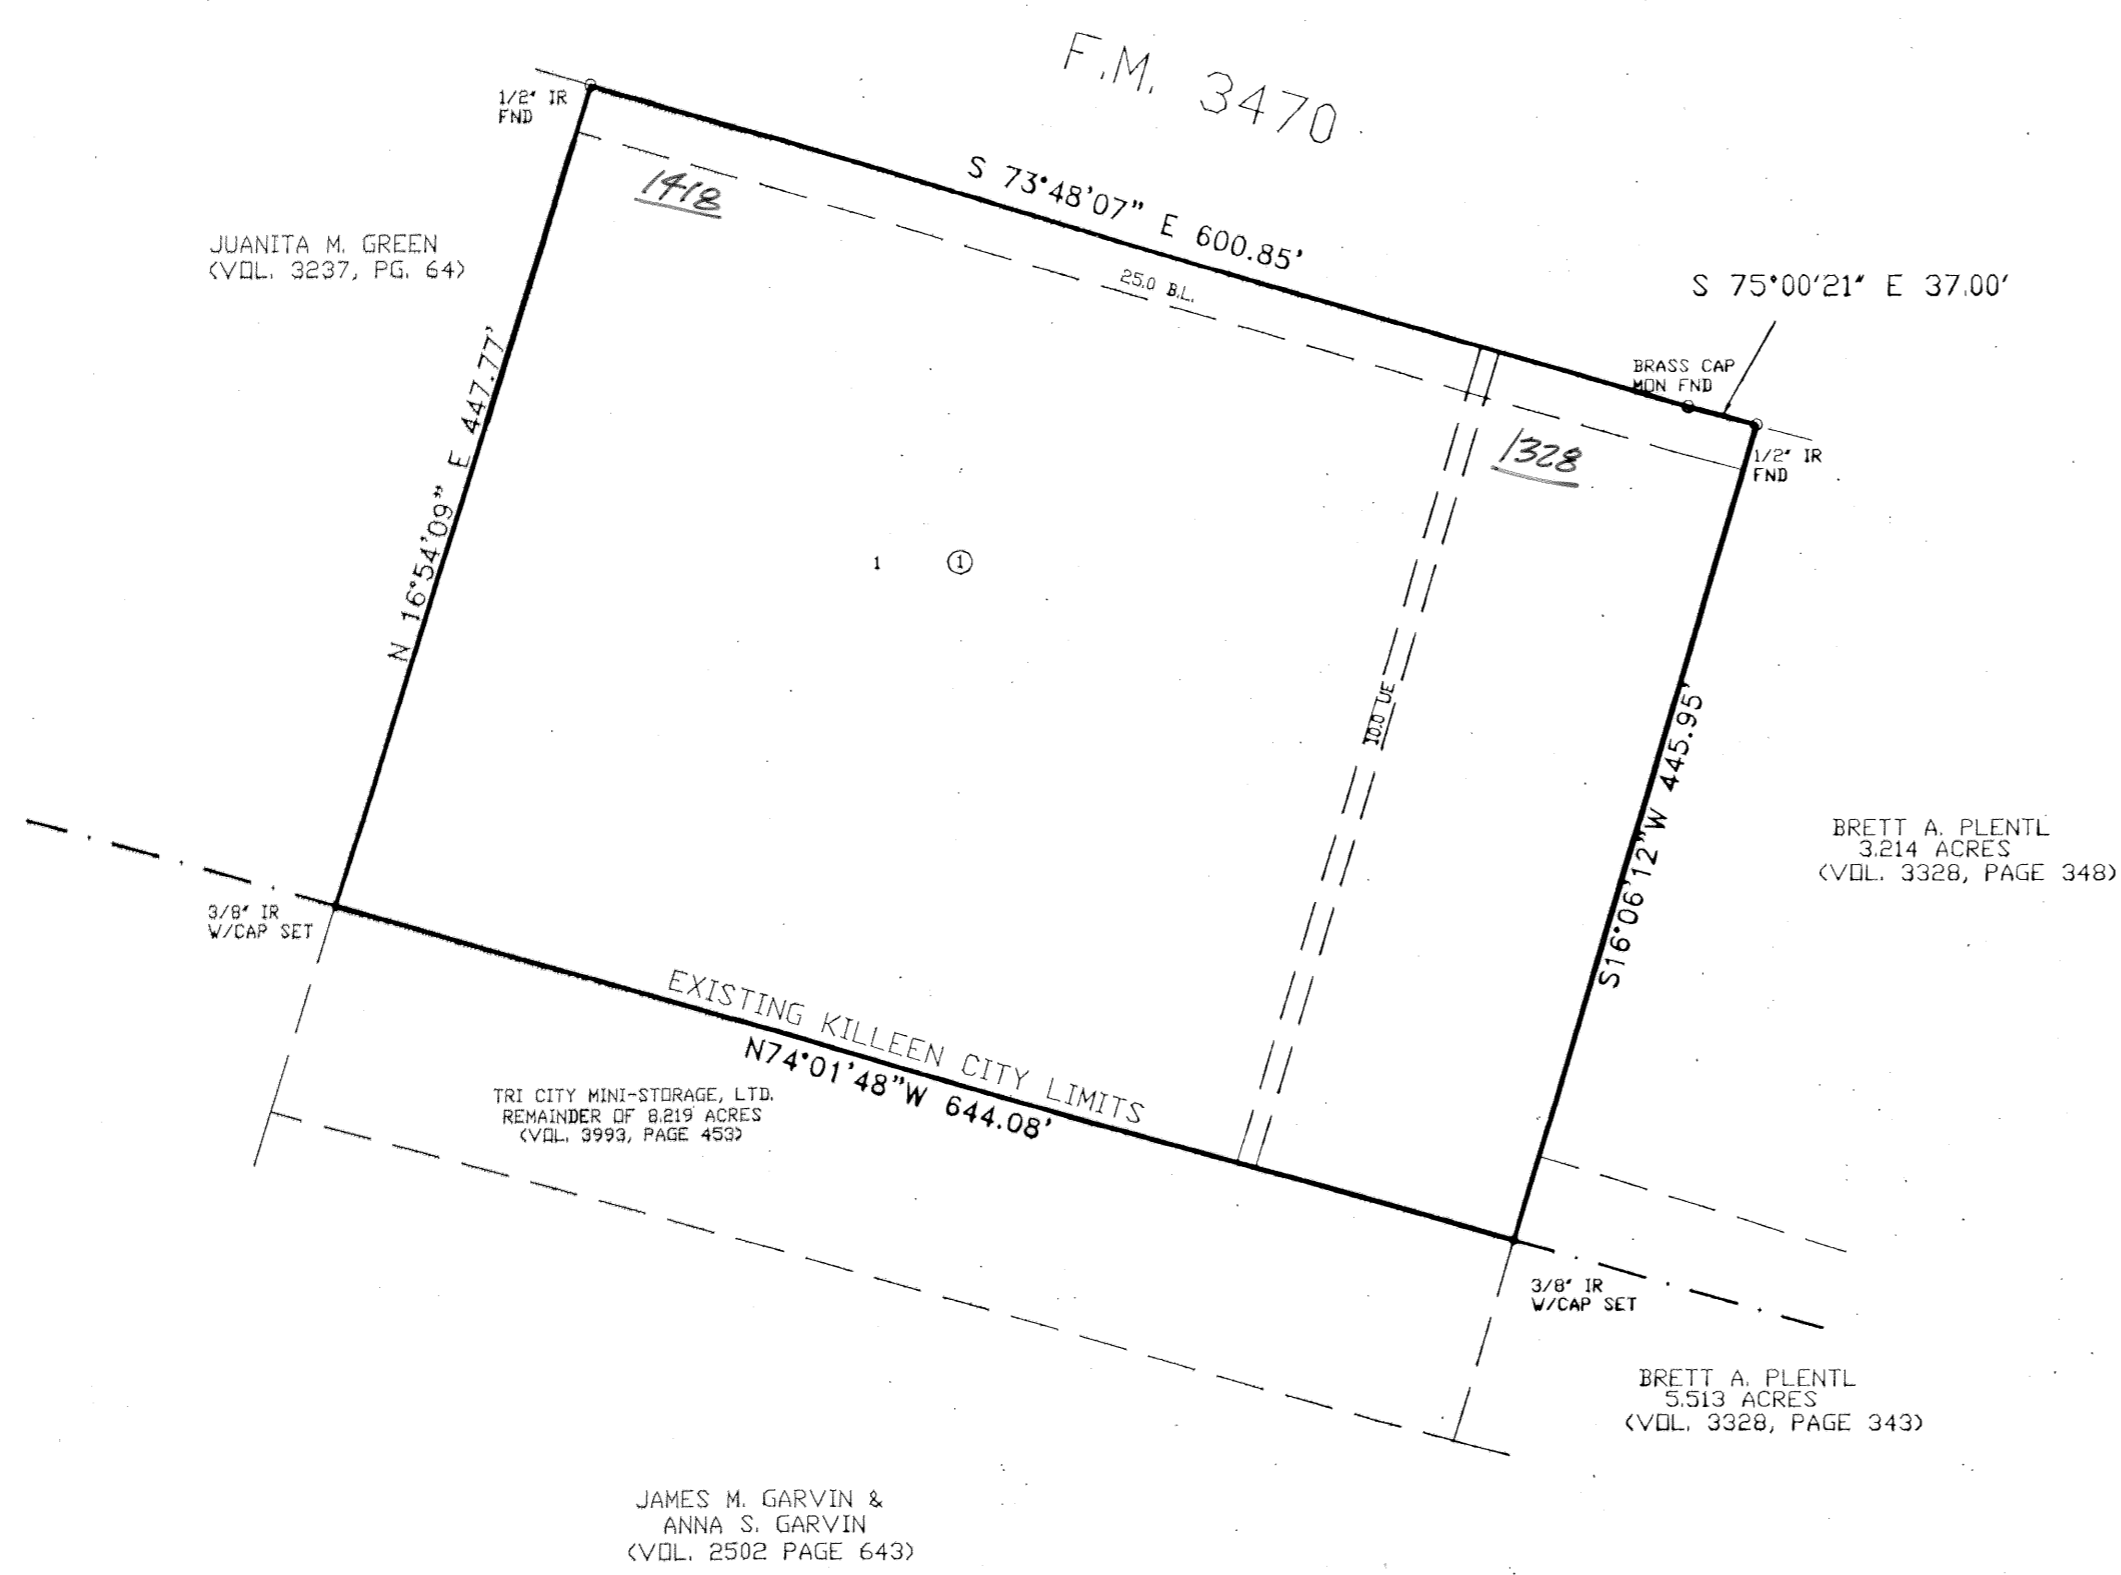 F.M. 3470
1/2" IR
FND
S 73°48'07" E 600.85'
1418
JUANITA M. GREEN
(VOL. 3237, PG. 64)
25.0 B.L.
S 75°00'21" E 37.00'
BRASS CAP
MON FND
1328
1/2" IR
FND
N 16°54'09" E 447.77'
1 1
10.0 UE
S16°06'12"W 445.95'
BRETT A. PLENTL
3.214 ACRES
(VOL. 3328, PAGE 348)
3/8" IR
W/CAP SET
EXISTING KILLEEN CITY LIMITS
N74°01'48"W 644.08'
TRI CITY MINI-STORAGE, LTD.
REMAINDER OF 8.219 ACRES
(VOL. 3993, PAGE 453)
3/8" IR
W/CAP SET
BRETT A. PLENTL
5.513 ACRES
(VOL. 3328, PAGE 343)
JAMES M. GARVIN &
ANNA S. GARVIN
(VOL. 2502 PAGE 643)